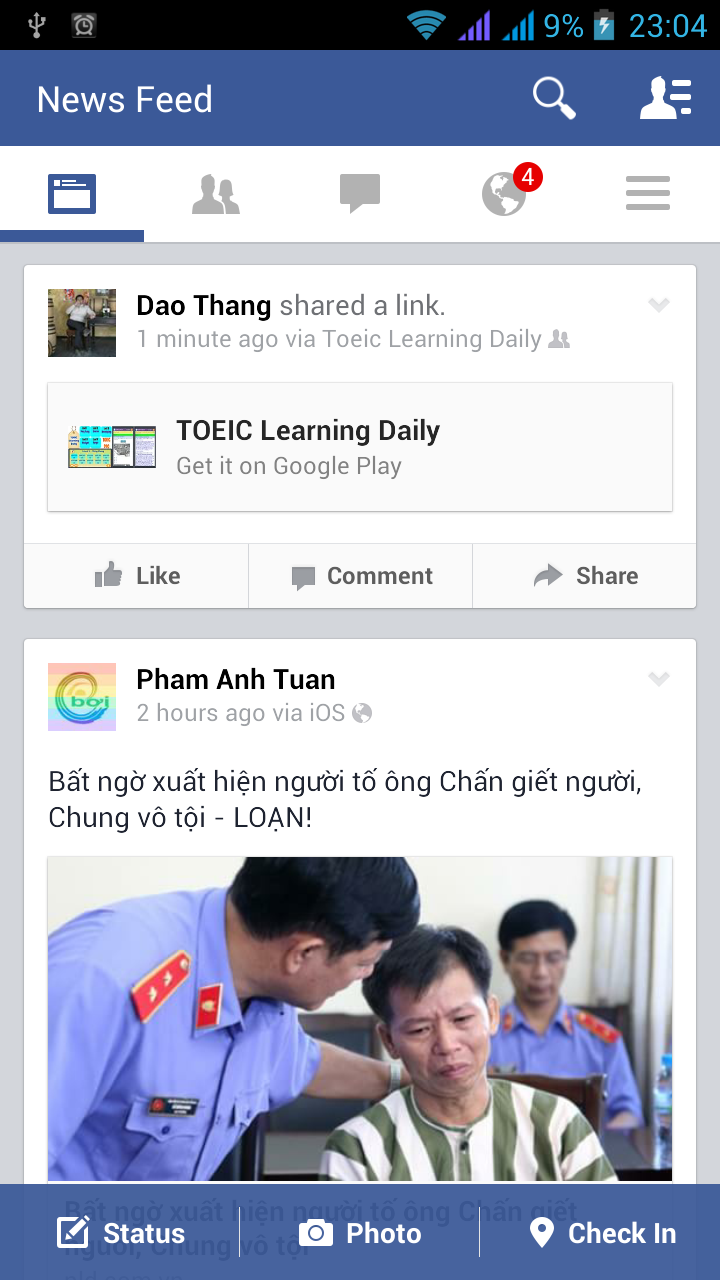 9% 23:04
News Feed
4
Dao Thang shared a link.
1 minute ago via Toeic Learning Daily
TOEIC Learning Daily
Get it on Google Play
Like Comment Share
Pham Anh Tuan
2 hours ago via iOS
bợi
Bất ngờ xuất hiện người tố ông Chấn giết người,
Chung vô tội - LOẠN!
Bất ngờ xuất hiện người tố ông Chấn giết
người, Chung vô tội
Status Photo Check In